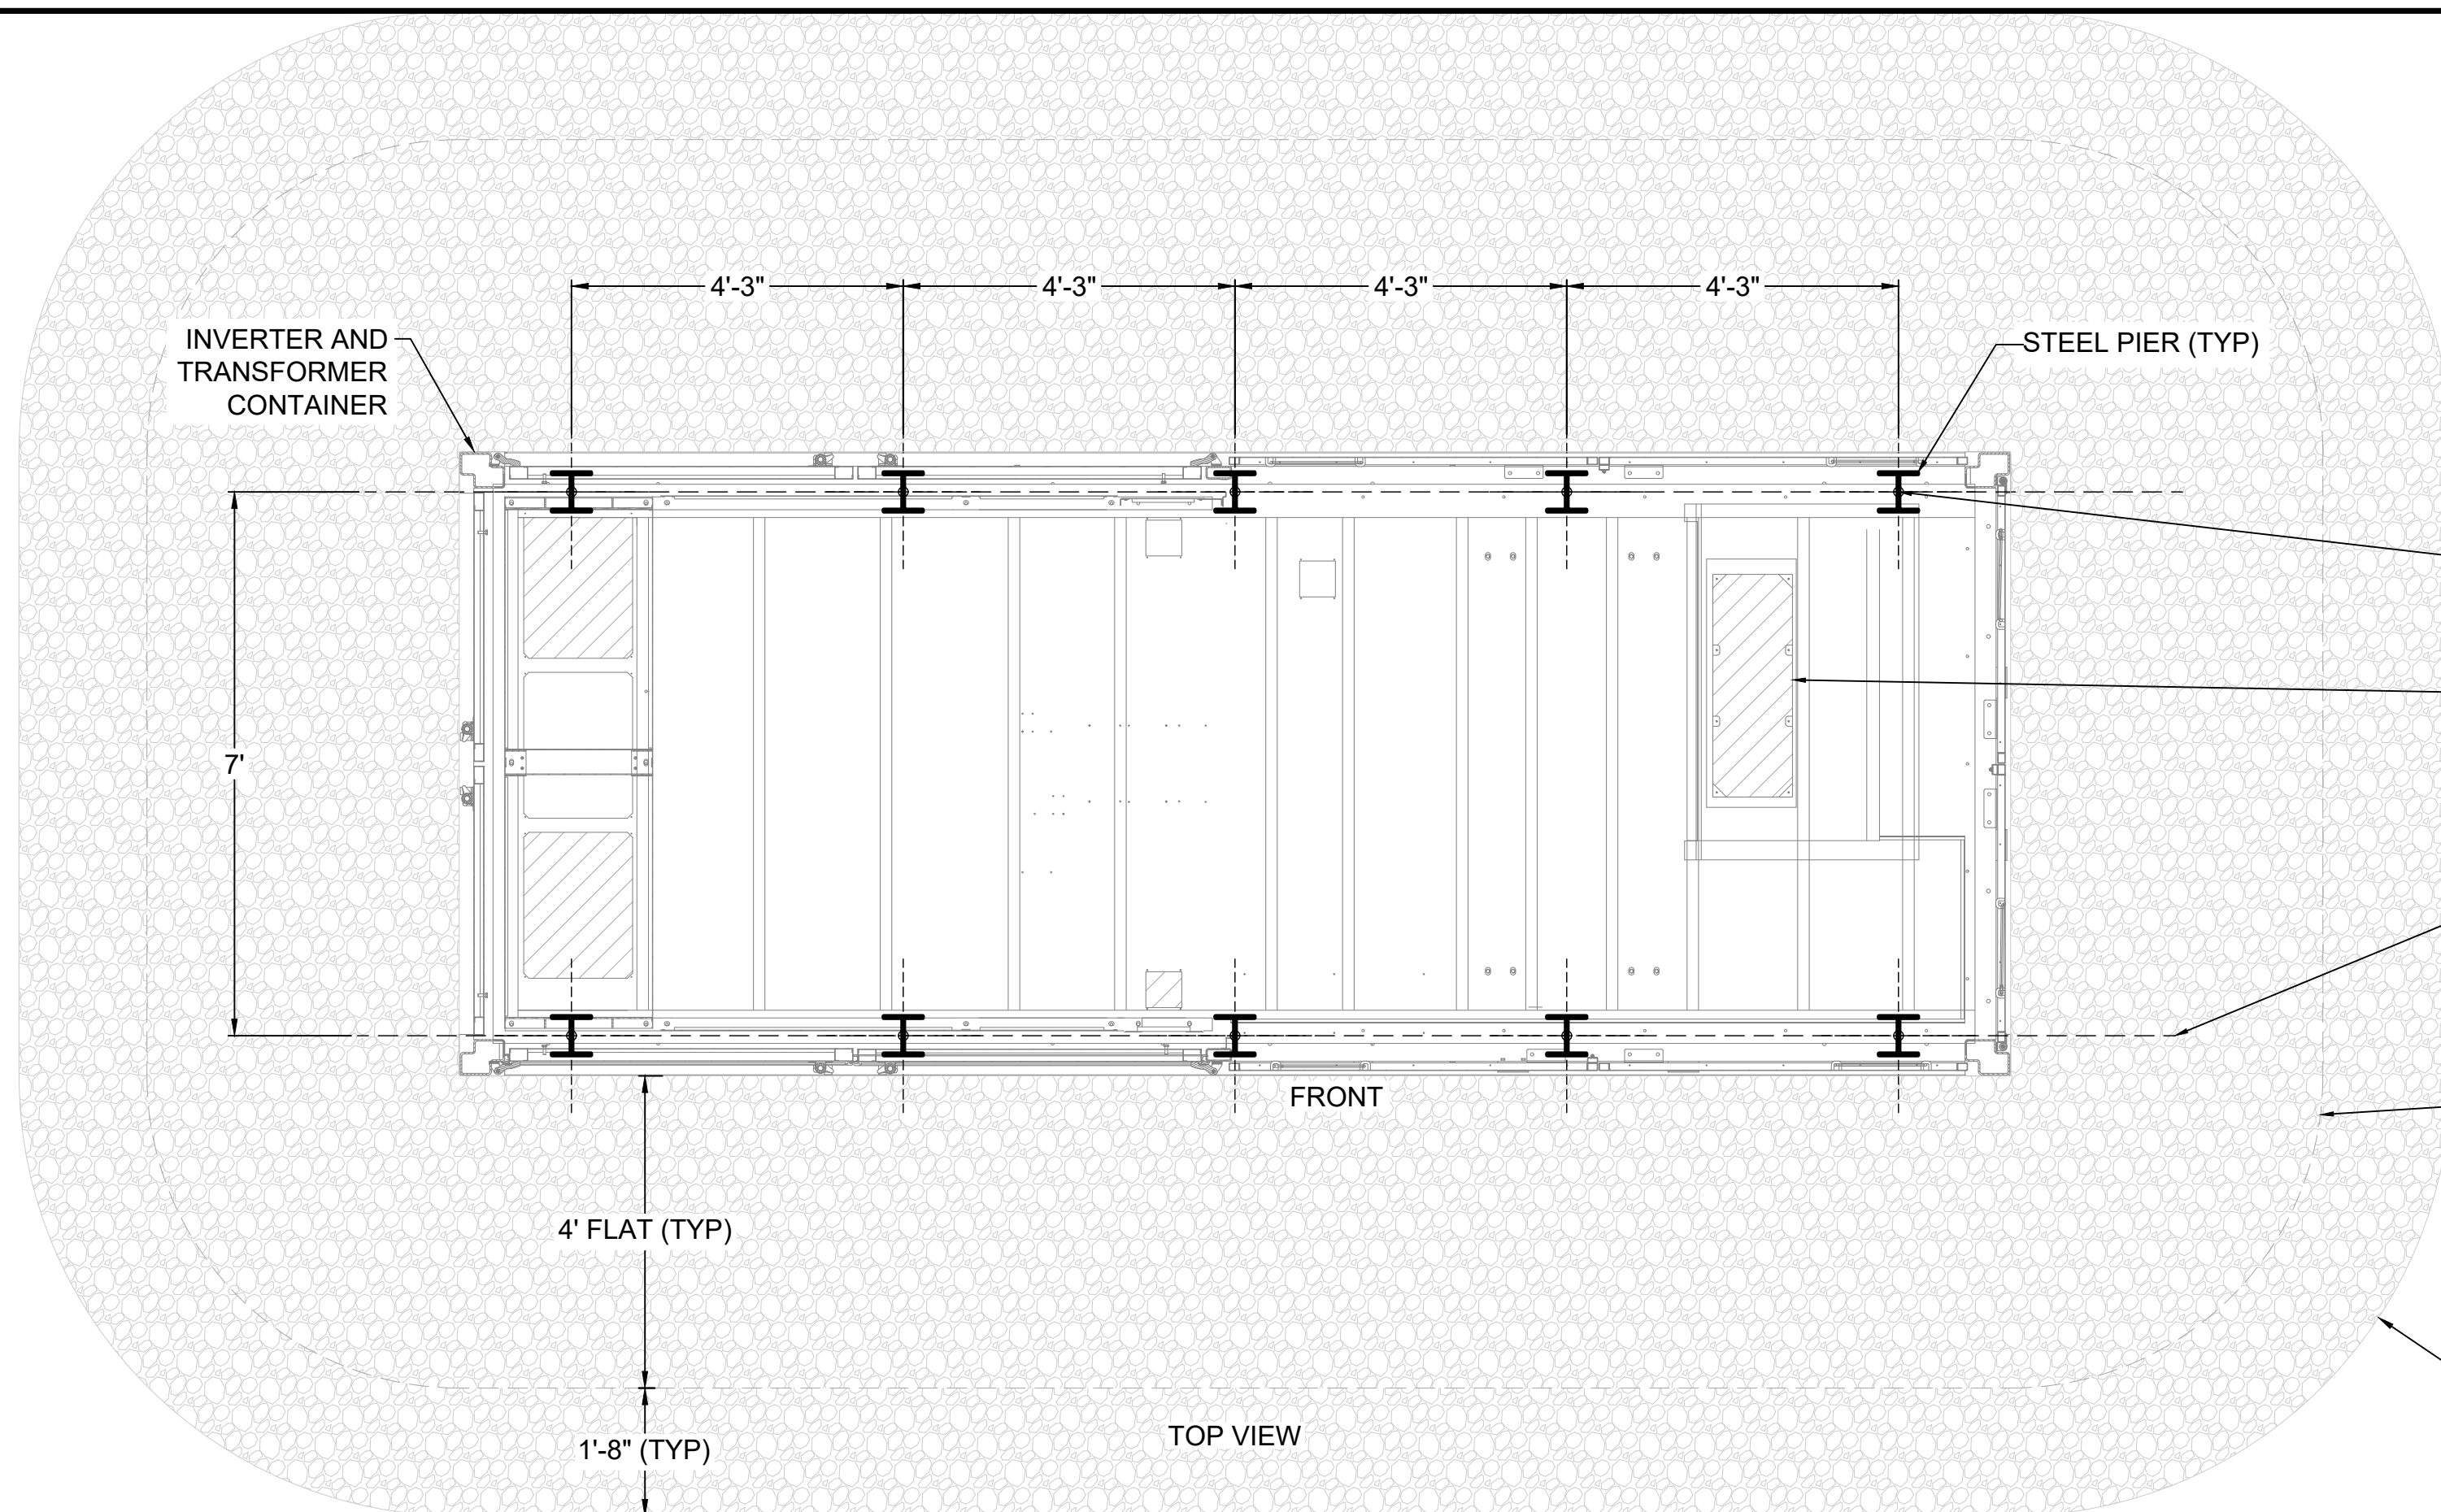 4'-3" 4'-3" 4'-3" 4'-3"
INVERTER AND
TRANSFORMER
CONTAINER
STEEL PIER (TYP)
7'
FRONT
4' FLAT (TYP)
TOP VIEW
1'-8" (TYP)